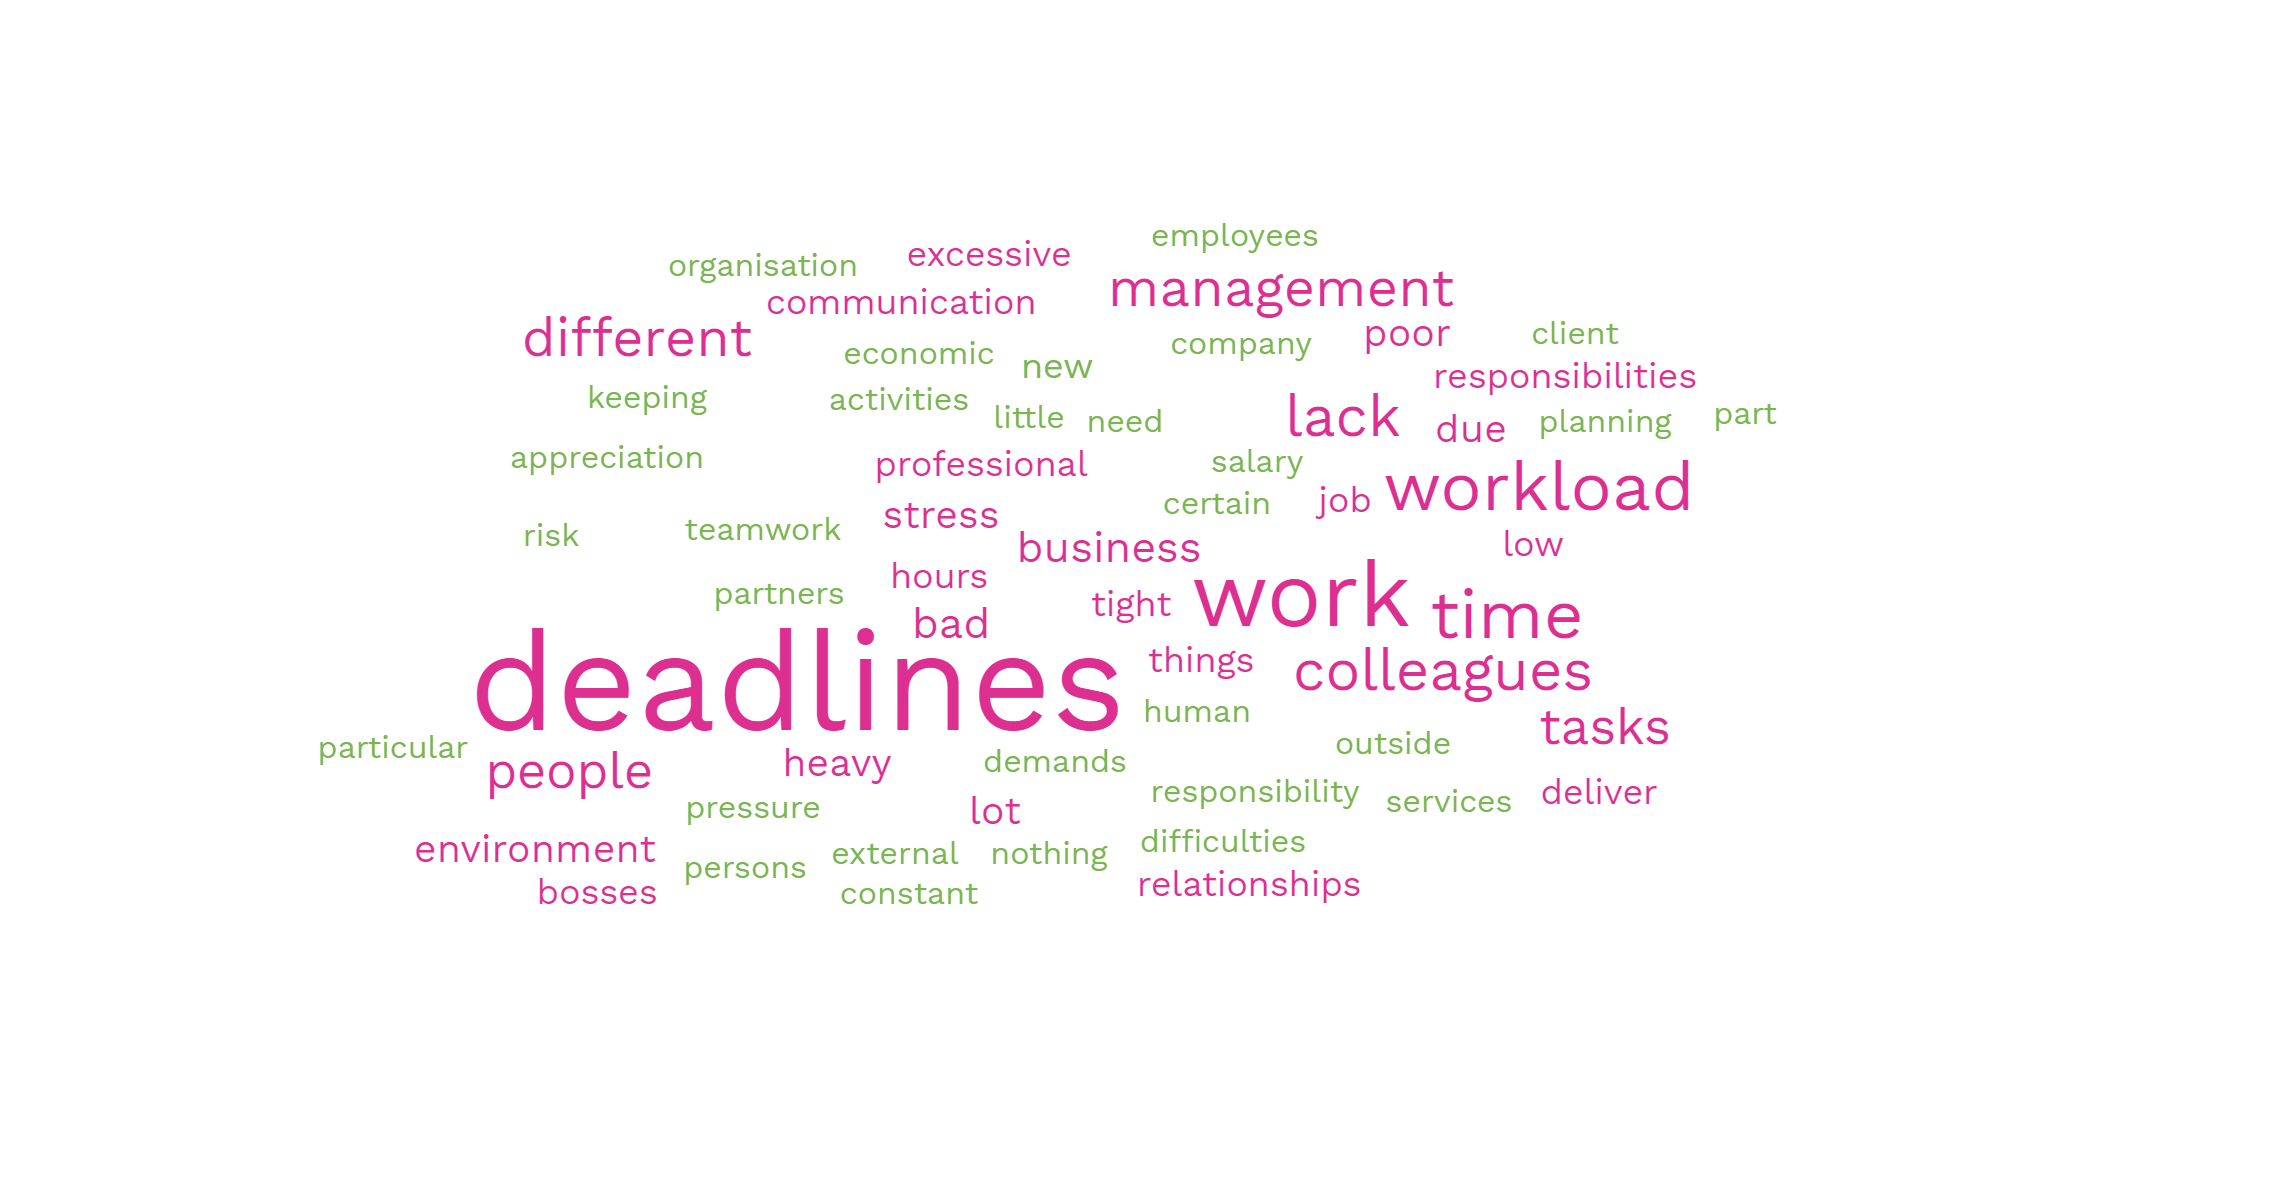 employees
organisation
excessive
management
communication
different
poor
client
company
economic
new
responsibilities
keeping
activities
little
need
lack
due
planning
part
appreciation
professional
salary
workload
certain
job
stress
risk
teamwork
business
low
hours
partners
tight
work
time
bad
deadlines
things
colleagues
human
tasks
particular
people
heavy
demands
outside
pressure
lot
responsibility
services
deliver
environment
persons
external
nothing
difficulties
bosses
constant
relationships